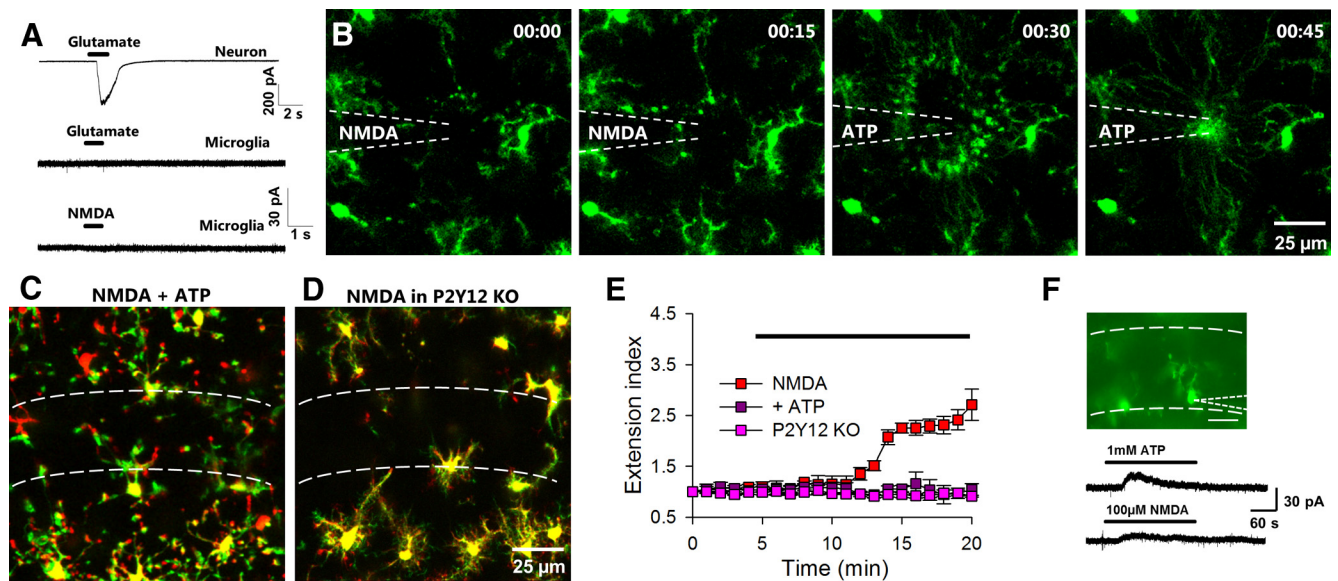 A
Glutamate
Neuron
200 pA
2 s
Glutamate
Microglia
NMDA
Microglia
30 pA
1 s
B
00:00
NMDA
00:15
NMDA
00:30
ATP
00:45
ATP
25 µm
C
NMDA + ATP
D
NMDA in P2Y12 KO
25 µm
E
Extension index
4.5
3.5
2.5
1.5
0.5
NMDA
+ ATP
P2Y12 KO
0 5 10 15 20
Time (min)
F
1mM ATP
100µM NMDA
30 pA
60 s